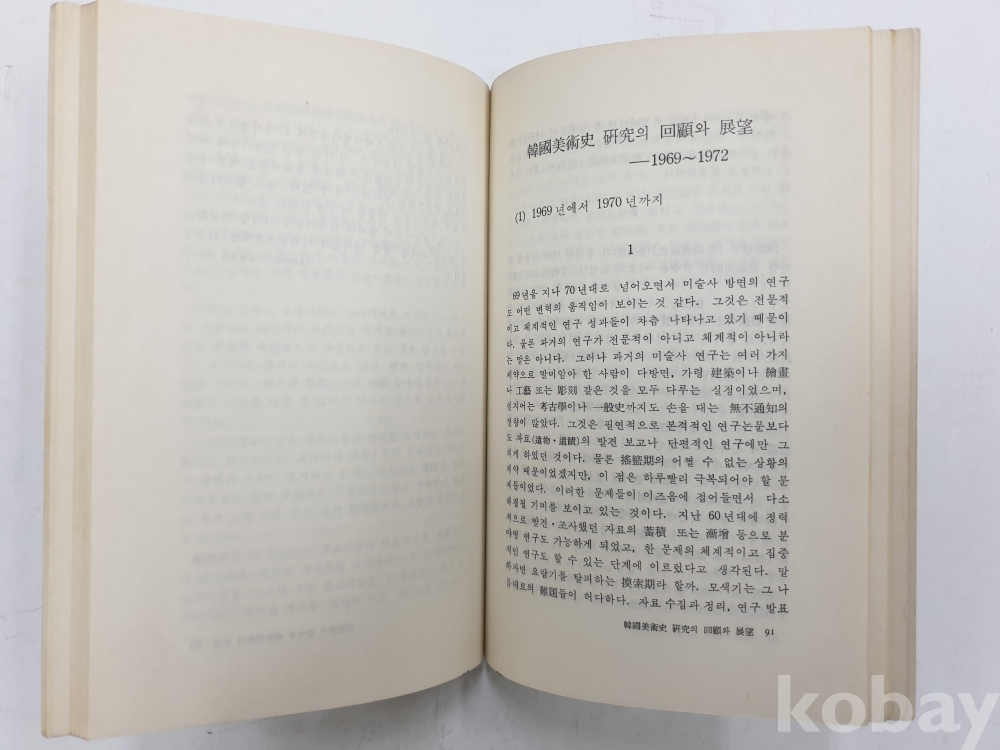 韓國美術史 硏究의 回顧와 展望
──1969～1972
(1) 1969년에서 1970년까지
1
69년을 지나 70년대로 넘어오면서 미술사 방면의 연구
도 어떤 변혁의 움직임이 보이는 것 같다. 그것은 전문적
이고 체계적인 연구 성과들이 차츰 나타나고 있기 때문이
다. 물론 과거의 연구가 전문적이 아니고 체계적이 아니라
는 말은 아니다. 그러나 과거의 미술사 연구는 여러 가지
제약으로 말미암아 한 사람이 다방면, 가령 建築이나 繪畫
나 工藝 또는 彫刻 같은 것을 모두 다루는 실정이었으며,
심지어는 考古學이나 一般史까지도 손을 대는 無不通知의
경향이 많았다. 그것은 필연적으로 본격적인 연구논문보다
도 자료(遺物·遺蹟)의 발견 보고나 단편적인 연구에만 그
치게 하였던 것이다. 물론 搖籃期의 어쩔 수 없는 상황의
제약 때문이었겠지만, 이 점은 하루빨리 극복되어야 할 문
제들이었다. 이러한 문제들이 이즈음에 접어들면서 다소
해결될 기미를 보이고 있는 것이다. 지난 60년대에 정력
적으로 발견·조사했던 자료의 蓄積 또는 漸增 등으로 분
야별 연구도 가능하게 되었고, 한 문제의 체계적이고 집중
적인 연구도 할 수 있는 단계에 이르렀다고 생각된다. 말
하자면 요람기를 탈피하는 摸索期라 할까. 모색기는 그 나
름대로의 難題들이 허다하다. 자료 수집과 정리, 연구 발표
韓國美術史 硏究의 回顧와 展望 91
kobay